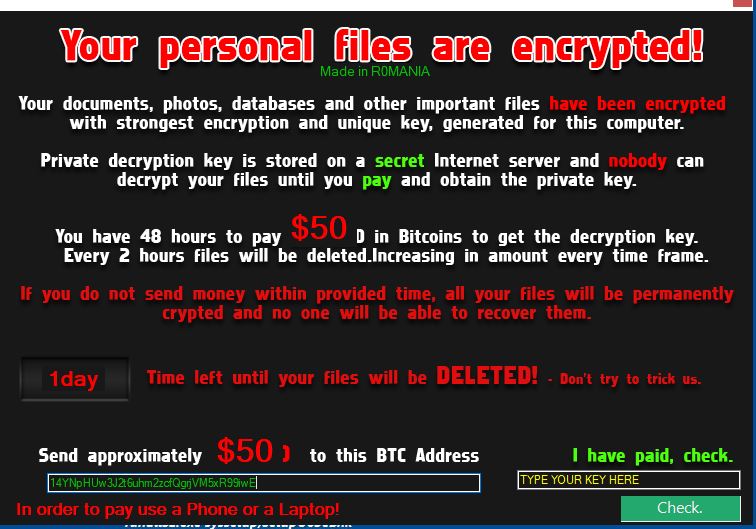 Your personal files are encrypted!
Made in R0MANIA
Your documents, photos, databases and other important files have been encrypted
with strongest encryption and unique key, generated for this computer.
Private decryption key is stored on a secret Internet server and nobody can
decrypt your files until you pay and obtain the private key.
You have 48 hours to pay $50 D in Bitcoins to get the decryption key.
Every 2 hours files will be deleted.Increasing in amount every time frame.
If you do not send money within provided time, all your files will be permanently
crypted and no one will be able to recover them.
1day
Time left until your files will be DELETED! - Don't try to trick us.
Send approximately $50 ) to this BTC Address
I have paid, check.
14YNpHUw3J2t6uhm2zcfQgrjVM5xR99iwE
TYPE YOUR KEY HERE
In order to pay use a Phone or a Laptop!
Check.